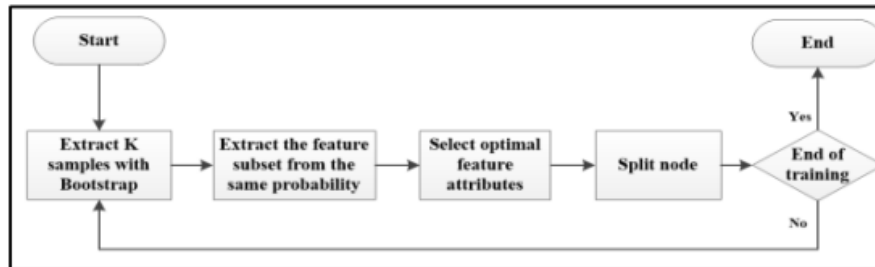 Start
End
Extract K
samples with
Bootstrap
Extract the feature
subset from the
same probability
Select optimal
feature
attributes
Split node
End of
training
Yes
No